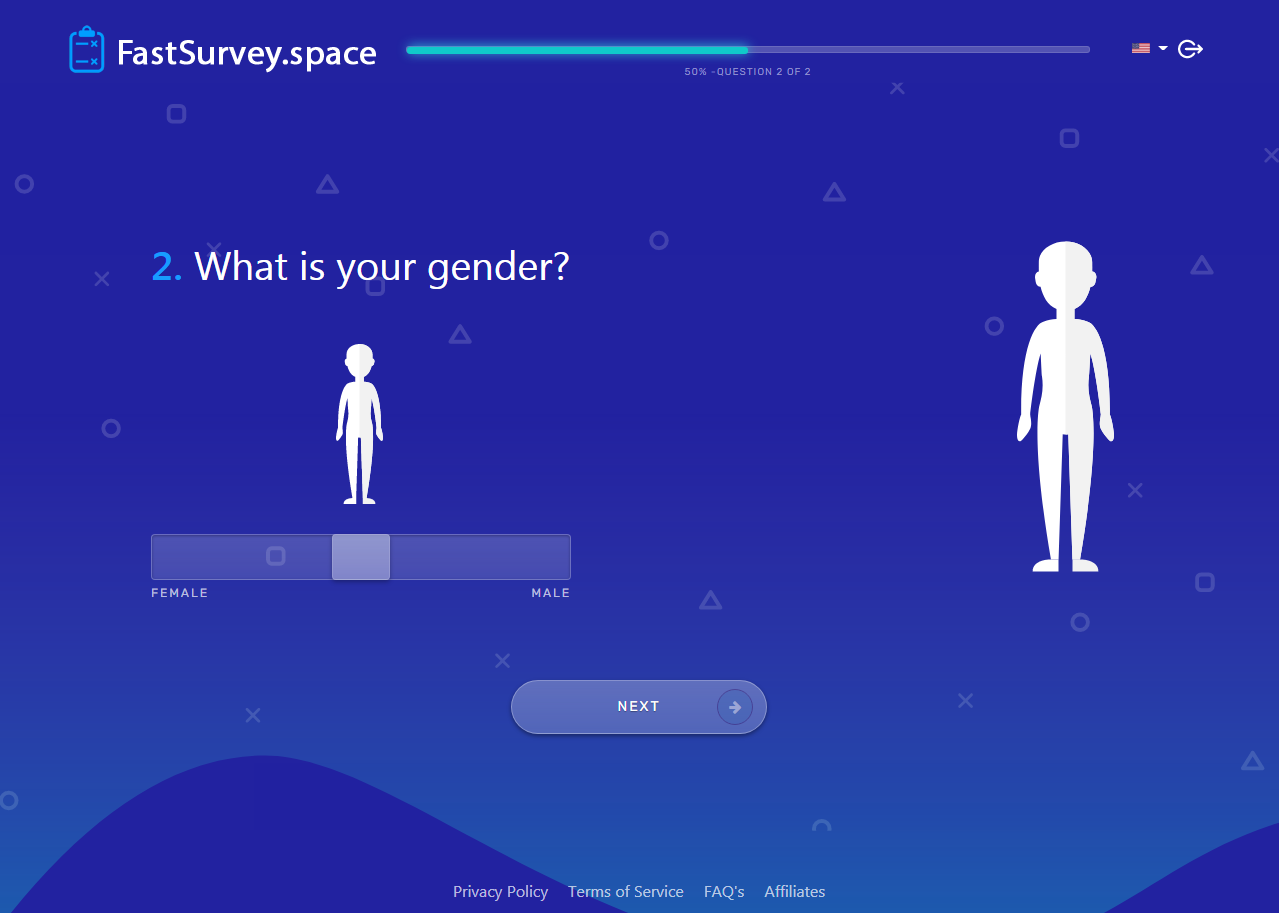 FastSurvey.space
50% -QUESTION 2 OF 2
2. What is your gender?
FEMALE
MALE
NEXT
Privacy Policy Terms of Service FAQ's Affiliates